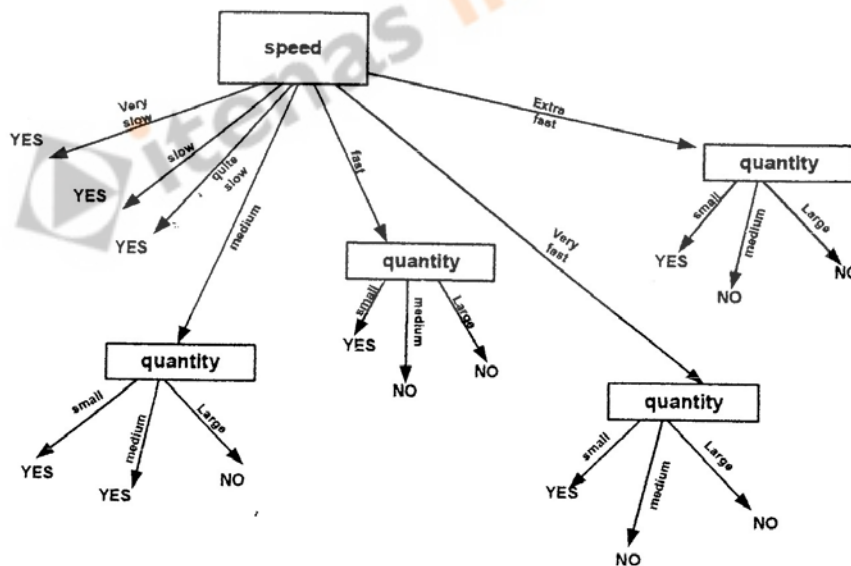 itenas
speed
Very
slow
YES
slow
YES
quite
slow
YES
medium
quantity
small
YES
medium
YES
Large
NO
fast
quantity
small
YES
medium
NO
Large
NO
Very
fast
quantity
small
YES
medium
NO
Large
NO
Extra
fast
quantity
small
YES
medium
NO
Large
NO